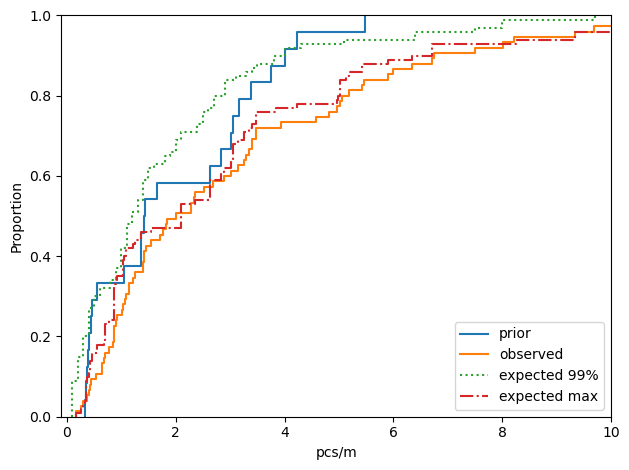 1.0
0.8
0.6
0.4
0.2
0.0
Proportion
prior
observed
expected 99%
expected max
0 2 4 6 8 10
pcs/m